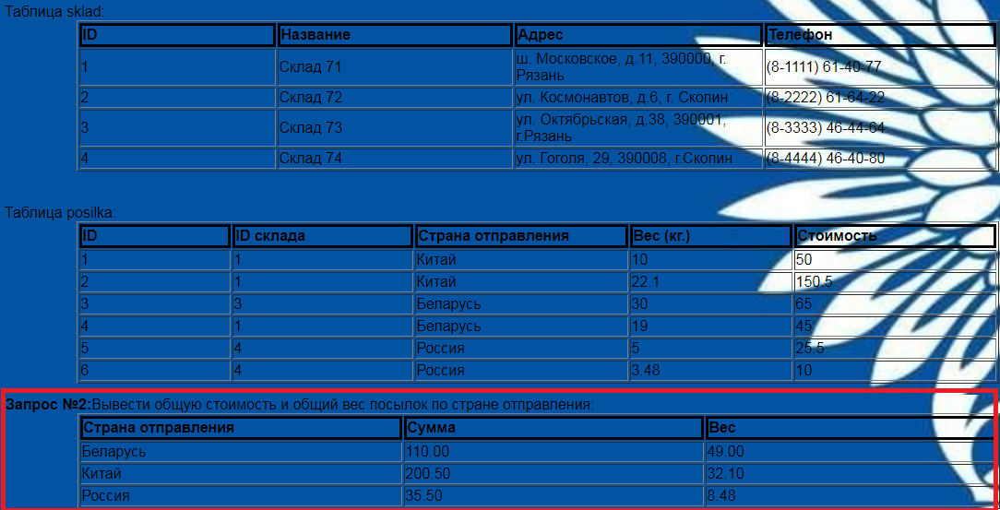 Таблица sklad:
ID Название Адрес Телефон
1 Склад 71 ш. Московское, д.11, 390000, г. Рязань (8-1111) 61-40-77
2 Склад 72 ул. Космонавтов, д.6, г. Скопин (8-2222) 61-64-22
3 Склад 73 ул. Октябрьская, д.38, 390001, г.Рязань (8-3333) 46-44-64
4 Склад 74 ул. Гоголя, 29, 390008, г.Скопин (8-4444) 46-40-80
Таблица posilka:
ID ID склада Страна отправления Вес (кг.) Стоимость
1 1 Китай 10 50
2 1 Китай 22.1 150.5
3 3 Беларусь 30 65
4 1 Беларусь 19 45
5 4 Россия 5 25.5
6 4 Россия 3.48 10
Запрос №2:Вывести общую стоимость и общий вес посылок по стране отправления:
Страна отправления Сумма Вес
Беларусь 110.00 49.00
Китай 200.50 32.10
Россия 35.50 8.48